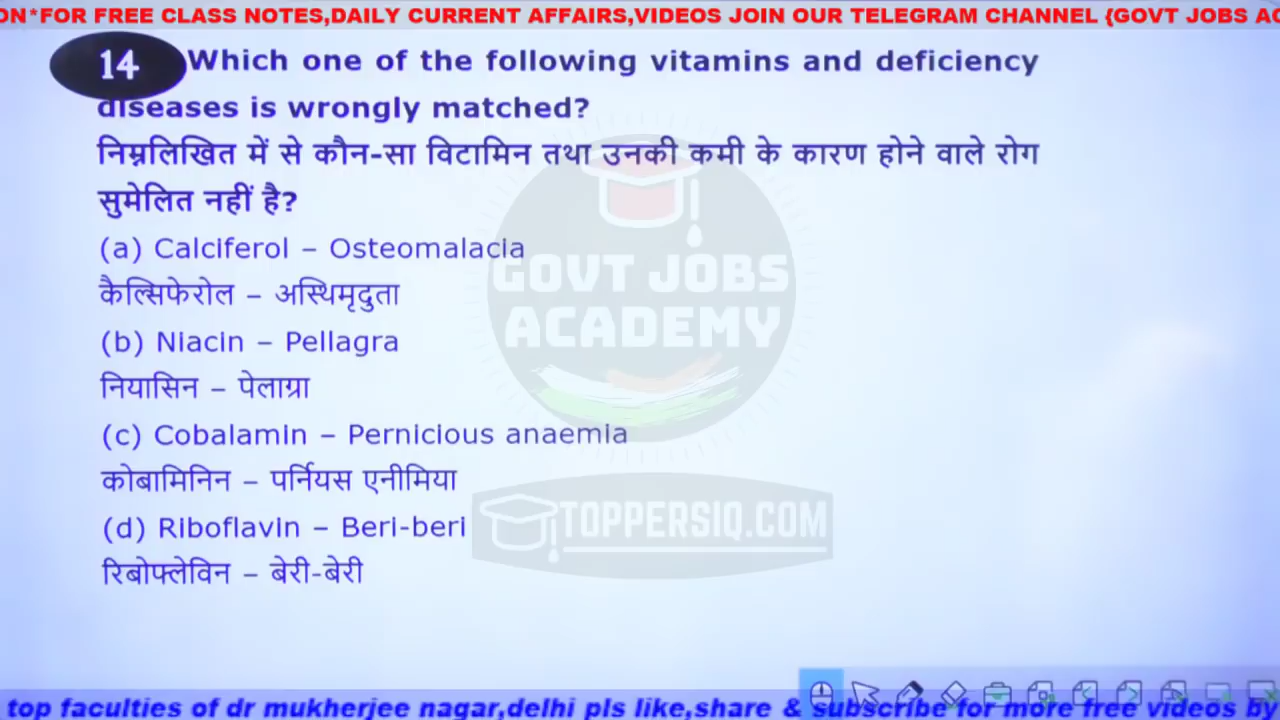 ON*FOR FREE CLASS NOTES,DAILY CURRENT AFFAIRS,VIDEOS JOIN OUR TELEGRAM CHANNEL {GOVT JOBS AC
14 Which one of the following vitamins and deficiency
diseases is wrongly matched?
निम्नलिखित में से कौन-सा विटामिन तथा उनकी कमी के कारण होने वाले रोग
सुमेलित नहीं है?
(a) Calciferol – Osteomalacia
कैल्सिफेरोल – अस्थिमृदुता
(b) Niacin – Pellagra
नियासिन – पेलाग्रा
(c) Cobalamin – Pernicious anaemia
कोबामिनिन – पर्नियस एनीमिया
(d) Riboflavin – Beri-beri
रिबोफ्लेविन – बेरी-बेरी
GOVT JOBS
ACADEMY
TOPPERSIQ.COM
top faculties of dr mukherjee nagar,delhi pls like,share & subscribe for more free videos by